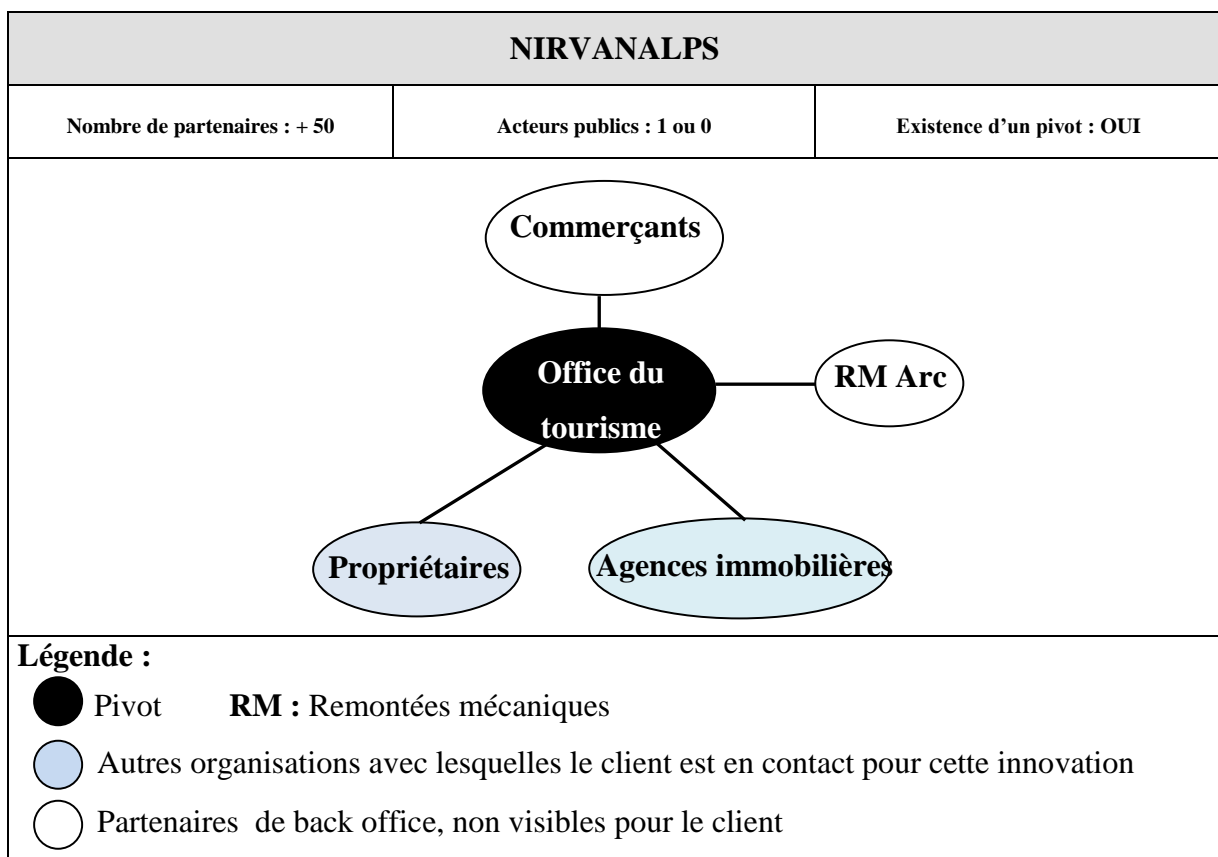 NIRVANALPS
Nombre de partenaires : + 50
Acteurs publics : 1 ou 0
Existence d’un pivot : OUI
Commerçants
Office du
tourisme
RM Arc
Propriétaires
Agences immobilières
Légende :
Pivot RM : Remontées mécaniques
Autres organisations avec lesquelles le client est en contact pour cette innovation
Partenaires de back office, non visibles pour le client